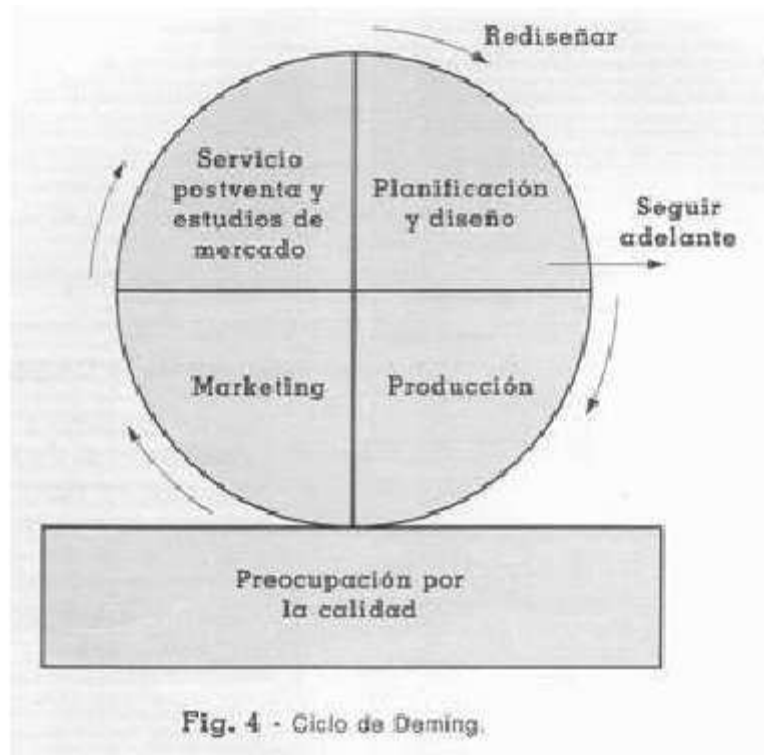 Rediseñar
Servicio
postventa y
estudios de
mercado
Planificación
y diseño
Seguir
adelante
Marketing
Producción
Preocupación por
la calidad
Fig. 4 - Ciclo de Deming.